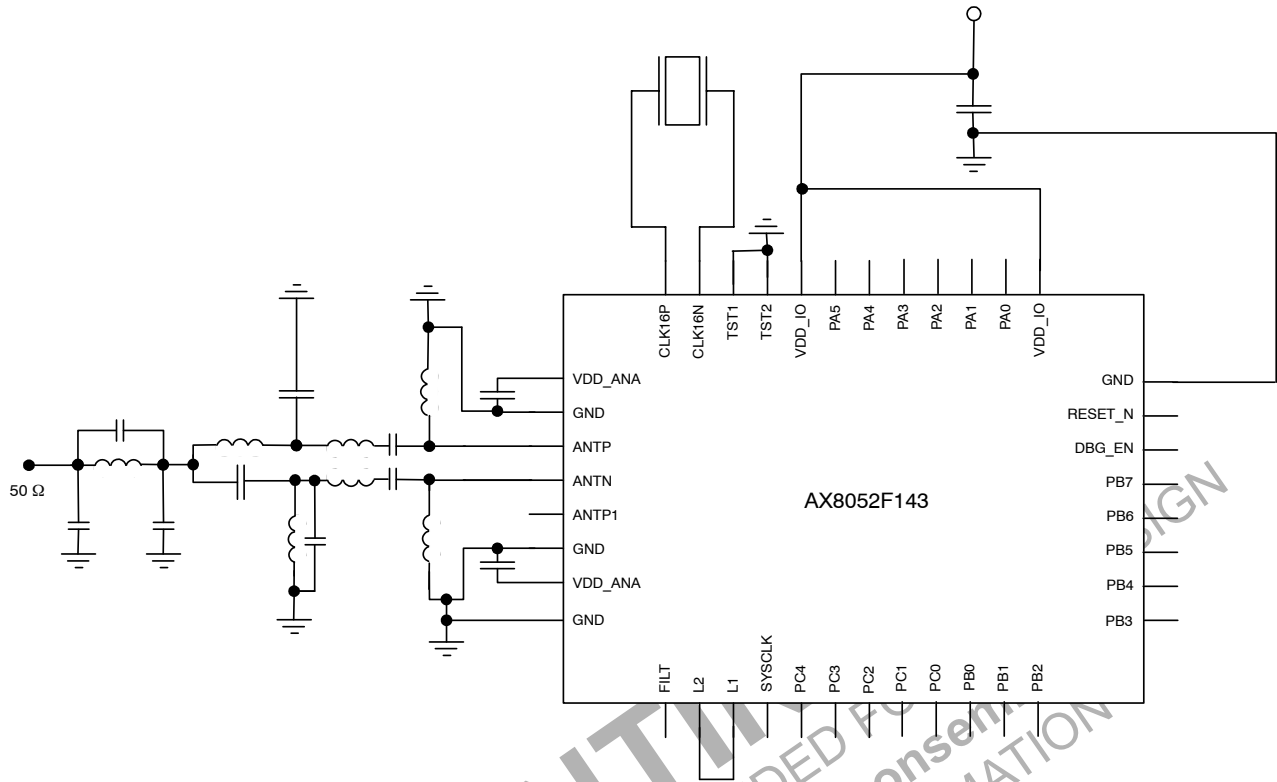 CLK16P
CLK16N
TST1
TST2
VDD_IO
PA5
PA4
PA3
PA2
PA1
PA0
VDD_IO
VDD_ANA
GND
ANTP
ANTN
ANTP1
GND
VDD_ANA
GND
50 Ω
AX8052F143
GND
RESET_N
DBG_EN
PB7
PB6
PB5
PB4
PB3
FILT
L2
L1
SYSCLK
PC4
PC3
PC2
PC1
PC0
PB0
PB1
PB2